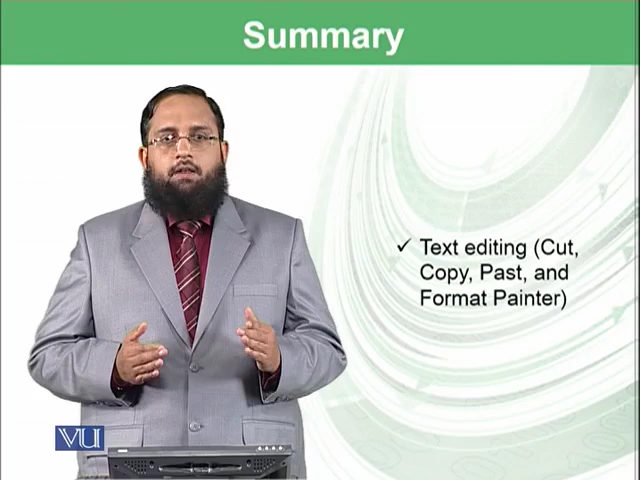 Summary
✓ Text editing (Cut,
Copy, Past, and
Format Painter)
VU